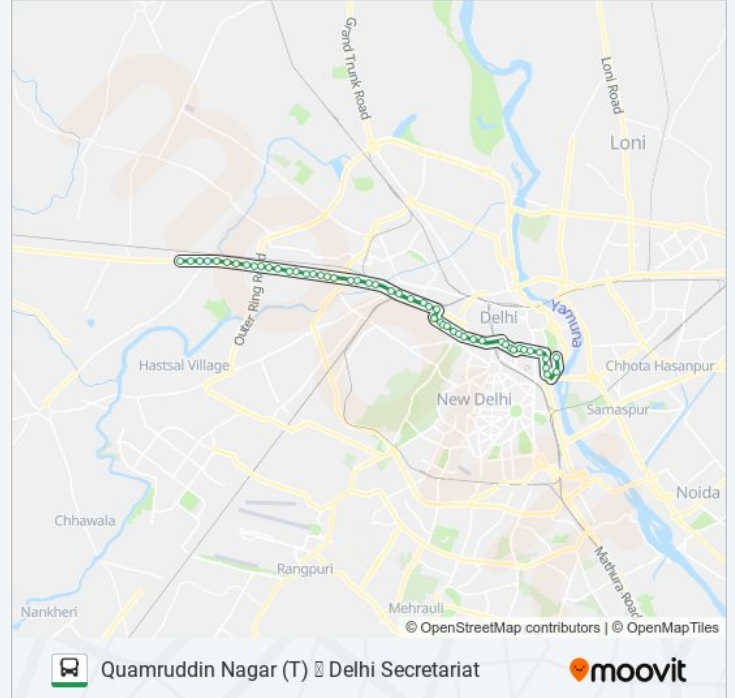 Grand Trunk Road
Loni Road
Loni
Outer Ring Road
Delhi
Yamuna
Hastsal Village
Chhota Hasanpur
New Delhi
Samaspur
Noida
Chhawala
Rangpuri
Mathura Road
Nankheri
Mehrauli
© OpenStreetMap contributors | © OpenMapTiles
Quamruddin Nagar (T) Delhi Secretariat
moovit